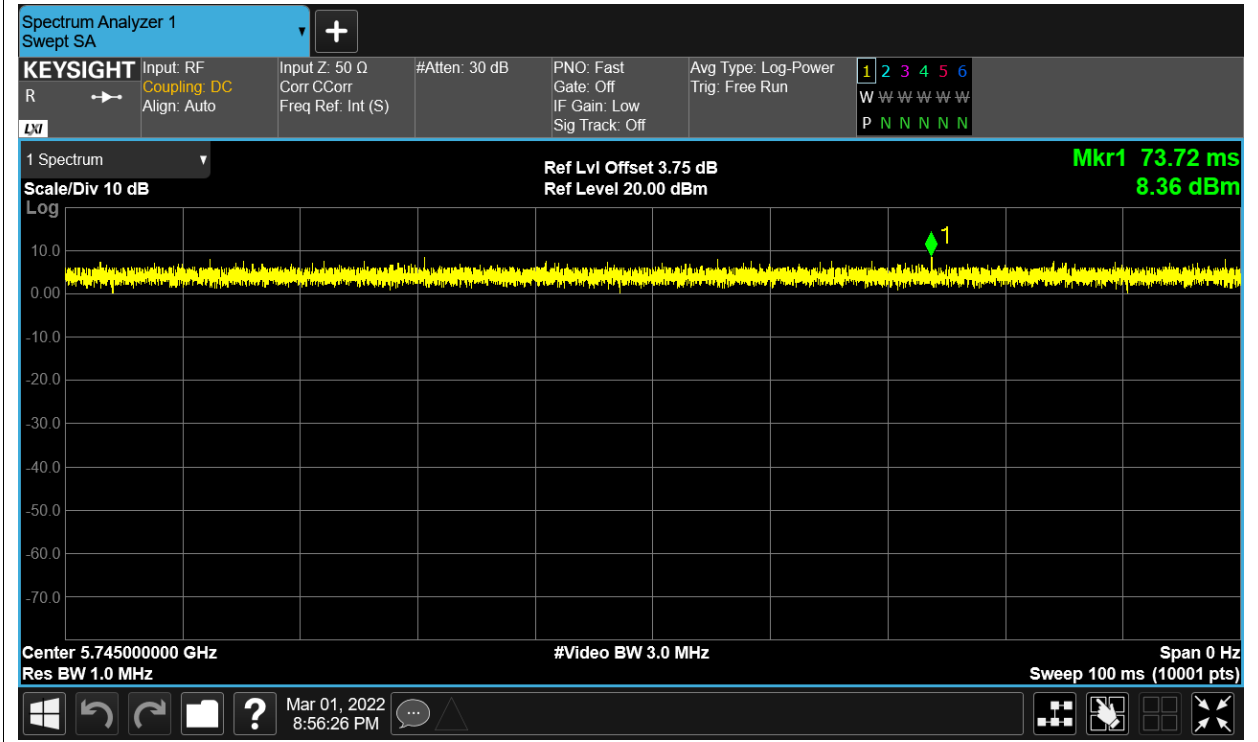 Spectrum Analyzer 1
Swept SA
+
KEYSIGHT
R
LXI
Input: RF
Coupling: DC
Align: Auto
Input Z: 50 Ω
Corr CCorr
Freq Ref: Int (S)
#Atten: 30 dB
PNO: Fast
Gate: Off
IF Gain: Low
Sig Track: Off
Avg Type: Log-Power
Trig: Free Run
1 2 3 4 5 6
W W W W W W
P N N N N N
1 Spectrum
Scale/Div 10 dB
Log
Ref Lvl Offset 3.75 dB
Ref Level 20.00 dBm
Mkr1 73.72 ms
8.36 dBm
1
10.0
0.00
-10.0
-20.0
-30.0
-40.0
-50.0
-60.0
-70.0
Center 5.745000000 GHz
Res BW 1.0 MHz
#Video BW 3.0 MHz
Span 0 Hz
Sweep 100 ms (10001 pts)
?
Mar 01, 2022
8:56:26 PM